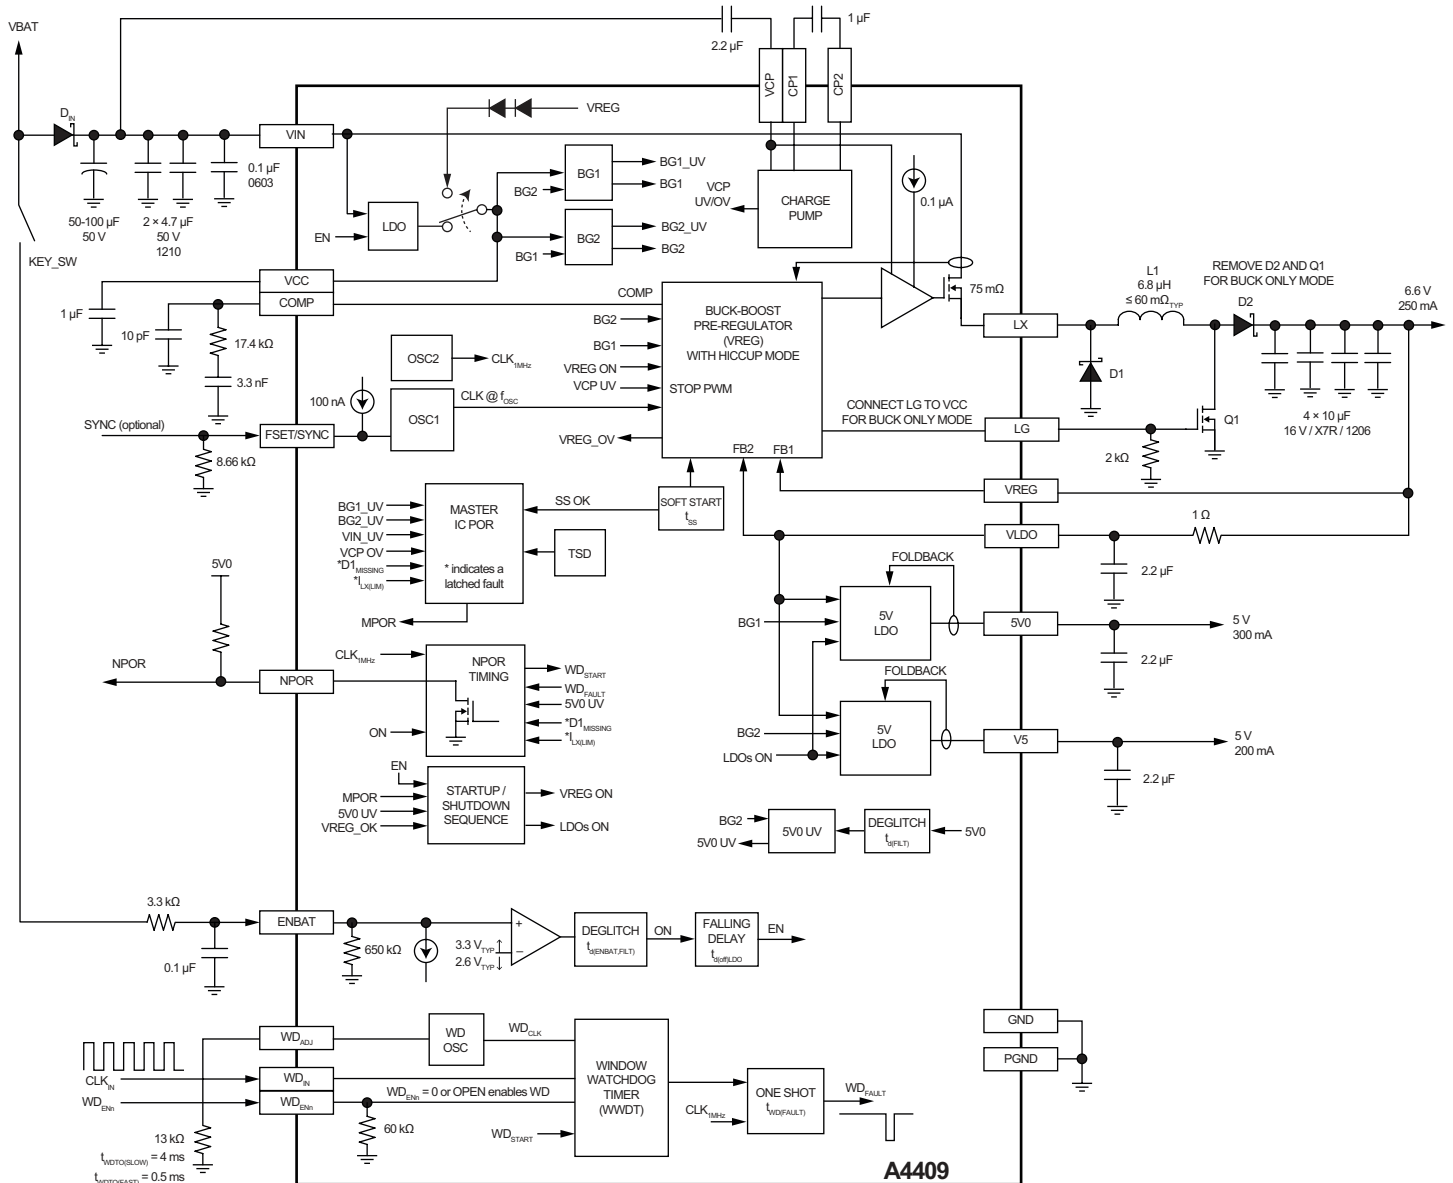 VBAT
2.2 µF
1 µF
VCP
CP1
CP2
D_IN
VIN
VREG
0.1 µF
0603
50-100 µF
50 V
2 × 4.7 µF
50 V
1210
KEY_SW
LDO
EN
BG1
BG2
BG1_UV
BG1
BG2
BG1
BG2_UV
BG2
VCP
UV/OV
CHARGE
PUMP
0.1 µA
75 mΩ
VCC
COMP
1 µF
10 pF
17.4 kΩ
3.3 nF
COMP
BG2
BG1
VREG ON
VCP UV
STOP PWM
BUCK-BOOST
PRE-REGULATOR
(VREG)
WITH HICCUP MODE
FB2
FB1
LX
L1
6.8 µH
≤ 60 mΩTYP
REMOVE D2 AND Q1
FOR BUCK ONLY MODE
D2
6.6 V
250 mA
D1
Q1
4 × 10 µF
16 V / X7R / 1206
OSC2
CLK1MHz
100 nA
OSC1
CLK @ fOSC
SYNC (optional)
FSET/SYNC
8.66 kΩ
VREG_OV
CONNECT LG TO VCC
FOR BUCK ONLY MODE
LG
2 kΩ
VREG
SOFT START
tSS
SS OK
BG1_UV
BG2_UV
VIN_UV
VCP OV
*D1MISSING
*ILX(LIM)
MASTER
IC POR
* indicates a
latched fault
TSD
MPOR
VLDO
1 Ω
2.2 µF
FOLDBACK
BG1
5V
LDO
5V0
5 V
300 mA
2.2 µF
5V0
NPOR
NPOR
CLK1MHz
ON
NPOR
TIMING
WDSTART
WDFAULT
5V0 UV
*D1MISSING
*ILX(LIM)
FOLDBACK
BG2
LDOs ON
5V
LDO
V5
5 V
200 mA
2.2 µF
EN
MPOR
5V0 UV
VREG_OK
STARTUP /
SHUTDOWN
SEQUENCE
VREG ON
LDOs ON
BG2
5V0 UV
5V0 UV
DEGLITCH
td(FILT)
5V0
3.3 kΩ
0.1 µF
ENBAT
650 kΩ
3.3 VTYP
2.6 VTYP
+
–
DEGLITCH
td(ENBAT,FILT)
ON
FALLING
DELAY
td(off)LDO
EN
CLKIN
WDENn
WDADJ
WDIN
WDENn
WD
OSC
WDCLK
WDENn = 0 or OPEN enables WD
60 kΩ
WDSTART
WINDOW
WATCHDOG
TIMER
(WWDT)
CLK1MHz
ONE SHOT
tWD(FAULT)
WDFAULT
13 kΩ
tWDTO(SLOW) = 4 ms
tWDTO(FAST) = 0.5 ms
GND
PGND
A4409